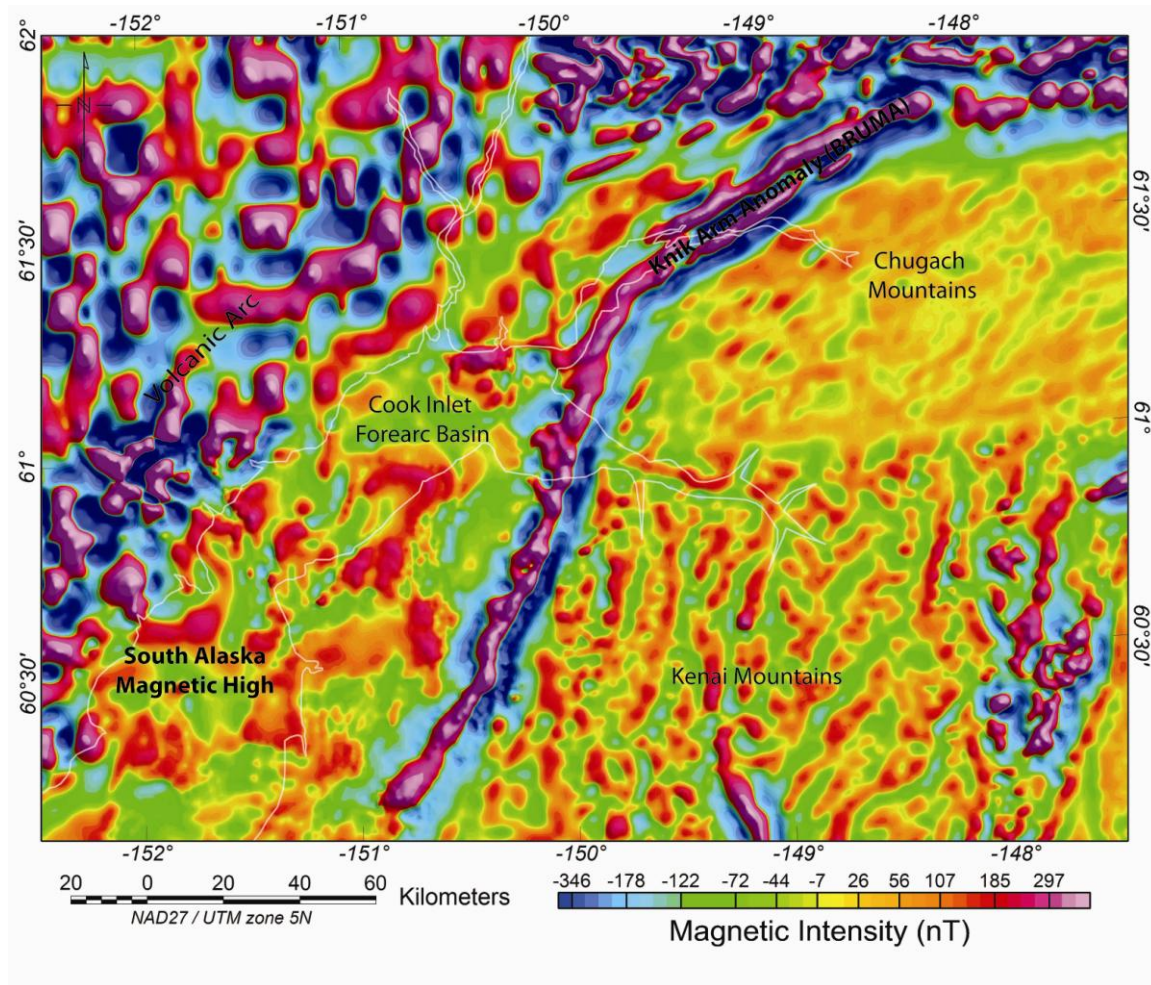 -152° -151° -150° -149° -148°
62°
N
Knik Arm Anomaly (BRUMA)
61°30'
61°30'
Chugach
Mountains
Volcanic Arc
Cook Inlet
Forearc Basin
61°
61°
South Alaska
Magnetic High
Kenai Mountains
60°30'
60°30'
-152° -151° -150° -149° -148°
20 0 20 40 60
Kilometers
NAD27 / UTM zone 5N
-346 -178 -122 -72 -44 -7 26 56 107 185 297
Magnetic Intensity (nT)